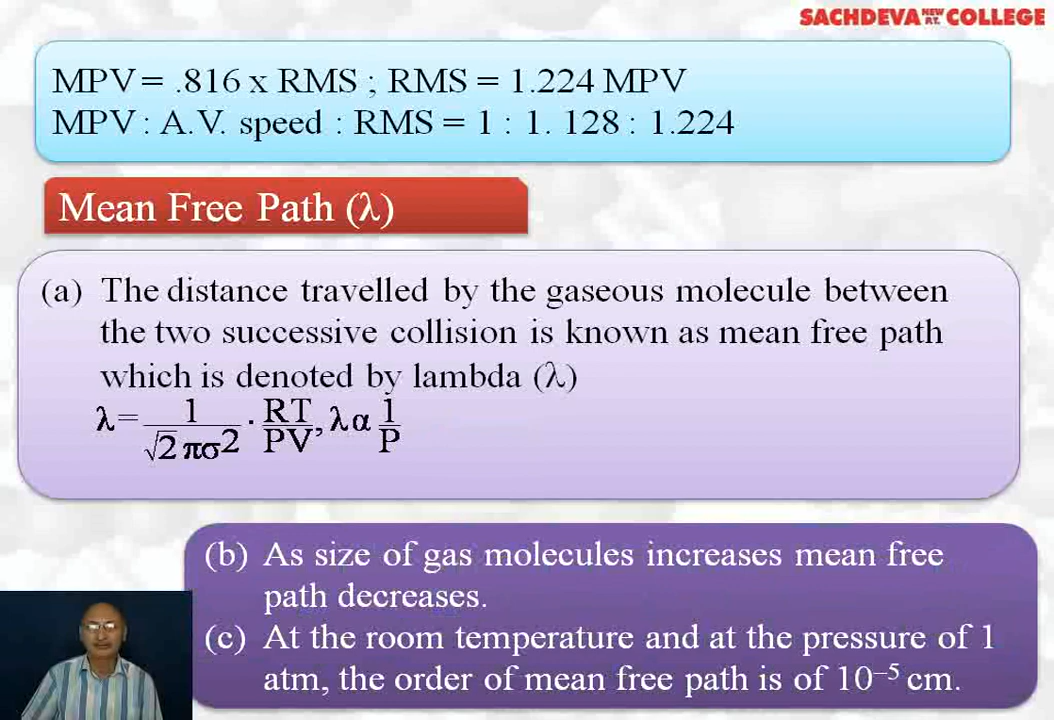 SACHDEVA NEW P.T. COLLEGE
MPV = .816 x RMS ; RMS = 1.224 MPV
MPV : A.V. speed : RMS = 1 : 1. 128 : 1.224
Mean Free Path (λ)
(a) The distance travelled by the gaseous molecule between
the two successive collision is known as mean free path
which is denoted by lambda (λ)
λ = 1/(√2 πσ²) · RT/PV, λ α 1/P
(b) As size of gas molecules increases mean free
path decreases.
(c) At the room temperature and at the pressure of 1
atm, the order of mean free path is of 10⁻⁵ cm.